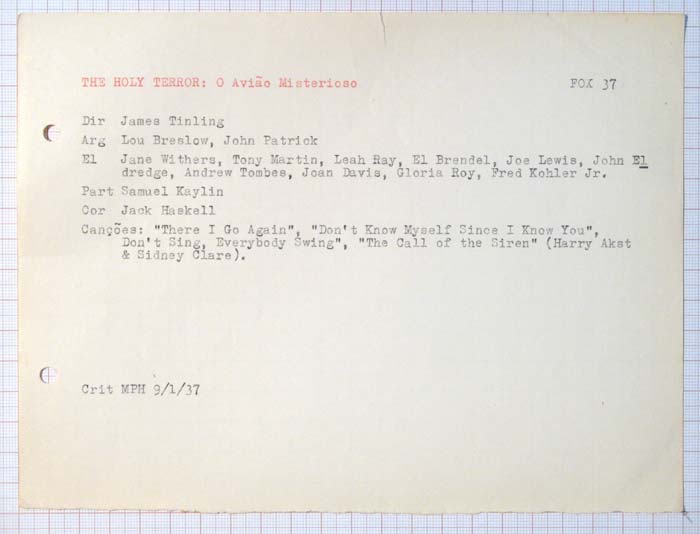 THE HOLY TERROR: O Avião Misterioso FOX 37
Dir James Tinling
Arg Lou Breslow, John Patrick
El Jane Withers, Tony Martin, Leah Ray, El Brendel, Joe Lewis, John El
dredge, Andrew Tombes, Joan Davis, Gloria Roy, Fred Kohler Jr.
Part Samuel Kaylin
Cor Jack Haskell
Canções: "There I Go Again", "Don't Know Myself Since I Know You",
Don't Sing, Everybody Swing", "The Call of the Siren" (Harry Akst
& Sidney Clare).
Crit MPH 9/1/37